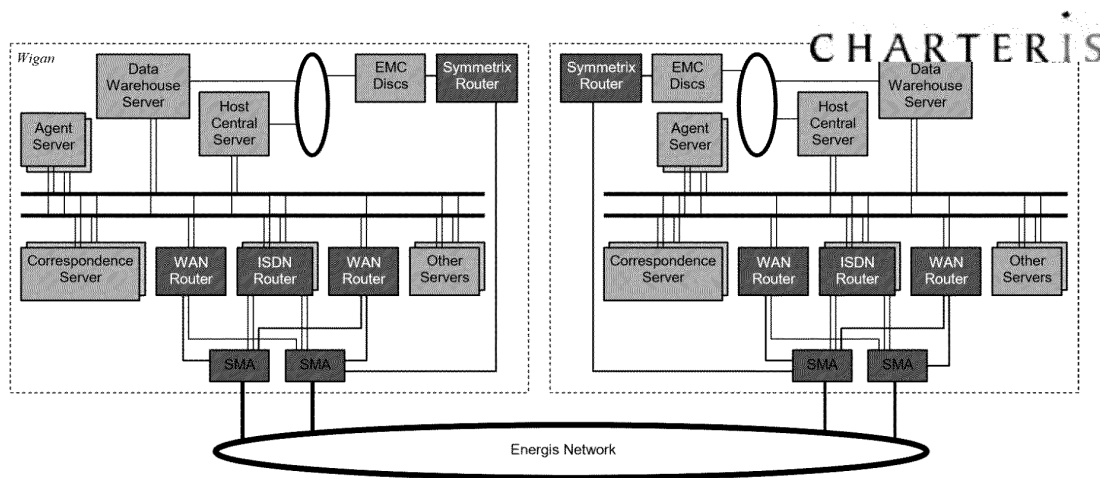 CHARTERIS
Wigan
Data
Warehouse
Server
EMC
Discs
Symmetrix
Router
Host
Central
Server
Agent
Server
Correspondence
Server
WAN
Router
ISDN
Router
WAN
Router
Other
Servers
SMA
SMA
Symmetrix
Router
EMC
Discs
Data
Warehouse
Server
Agent
Server
Host
Central
Server
Correspondence
Server
WAN
Router
ISDN
Router
WAN
Router
Other
Servers
SMA
SMA
Energis Network